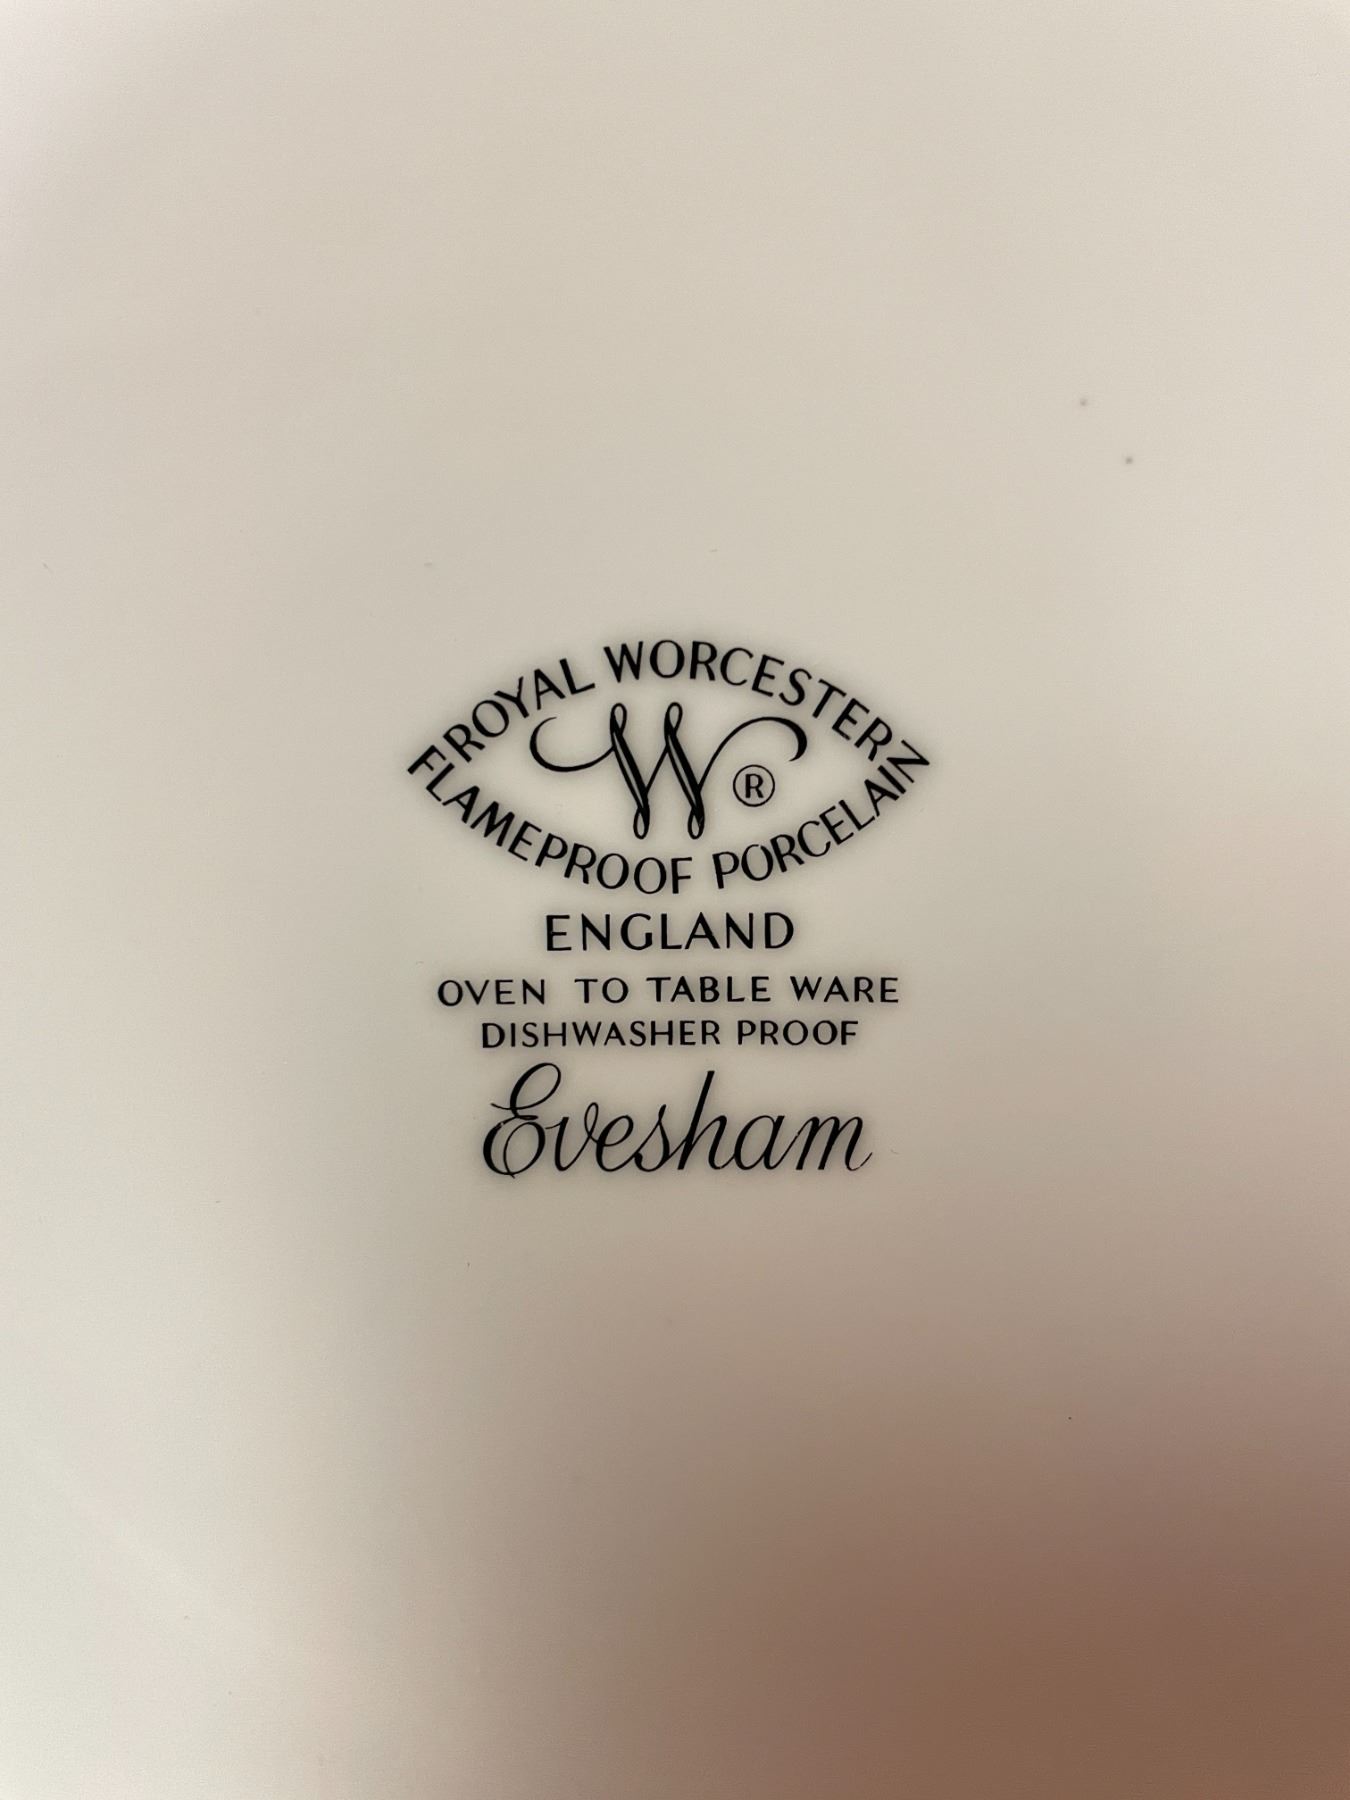 ROYAL WORCESTER
W ®
FLAMEPROOF PORCELAIN
ENGLAND
OVEN TO TABLE WARE
DISHWASHER PROOF
Evesham